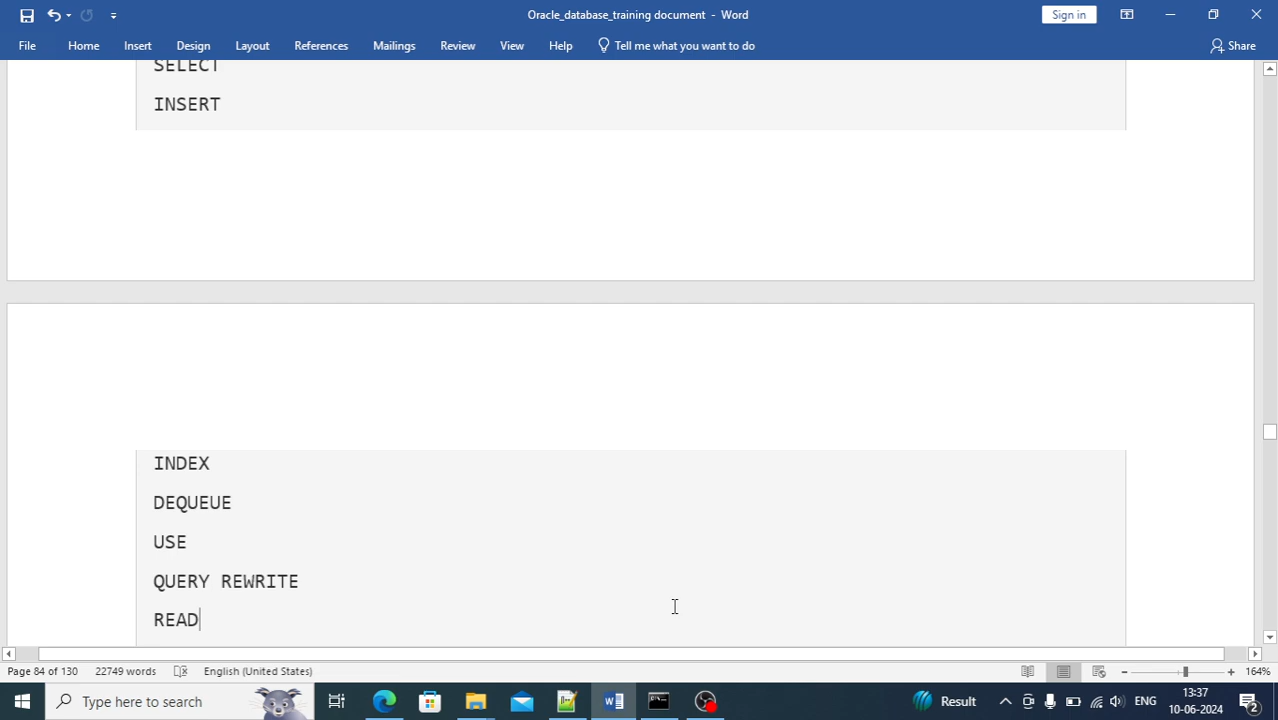 Oracle_database_training document - Word
Sign in
File Home Insert Design Layout References Mailings Review View Help Tell me what you want to do Share
SELECT
INSERT
INDEX
DEQUEUE
USE
QUERY REWRITE
READ
Page 84 of 130 22749 words English (United States) 164%
Type here to search Result ENG 13:37
10-06-2024 2